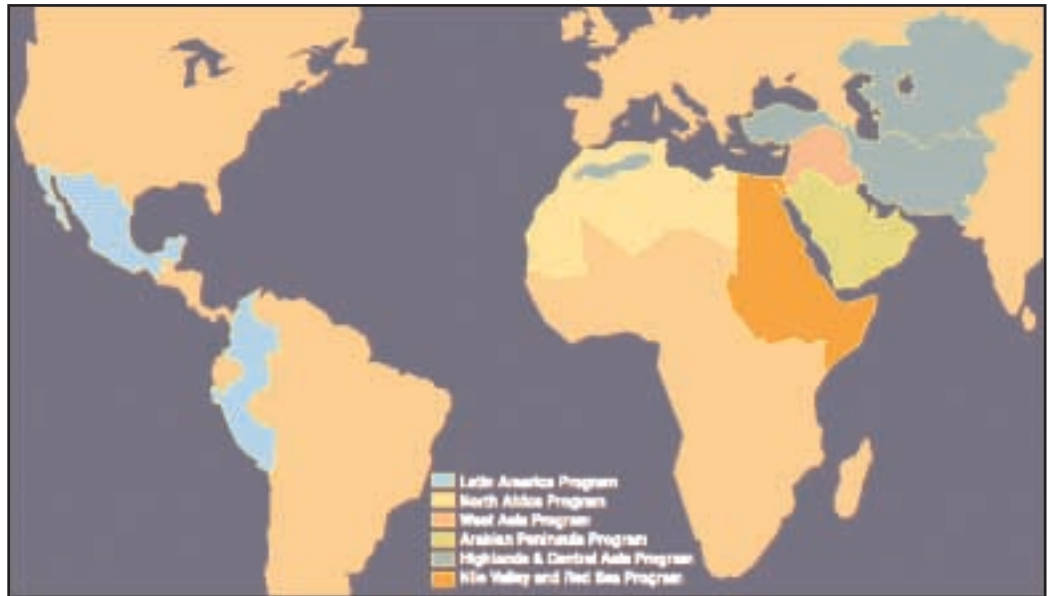 Latin America Program
North Africa Program
West Asia Program
Arabian Peninsula Program
Highlands & Central Asia Program
Nile Valley and Red Sea Program